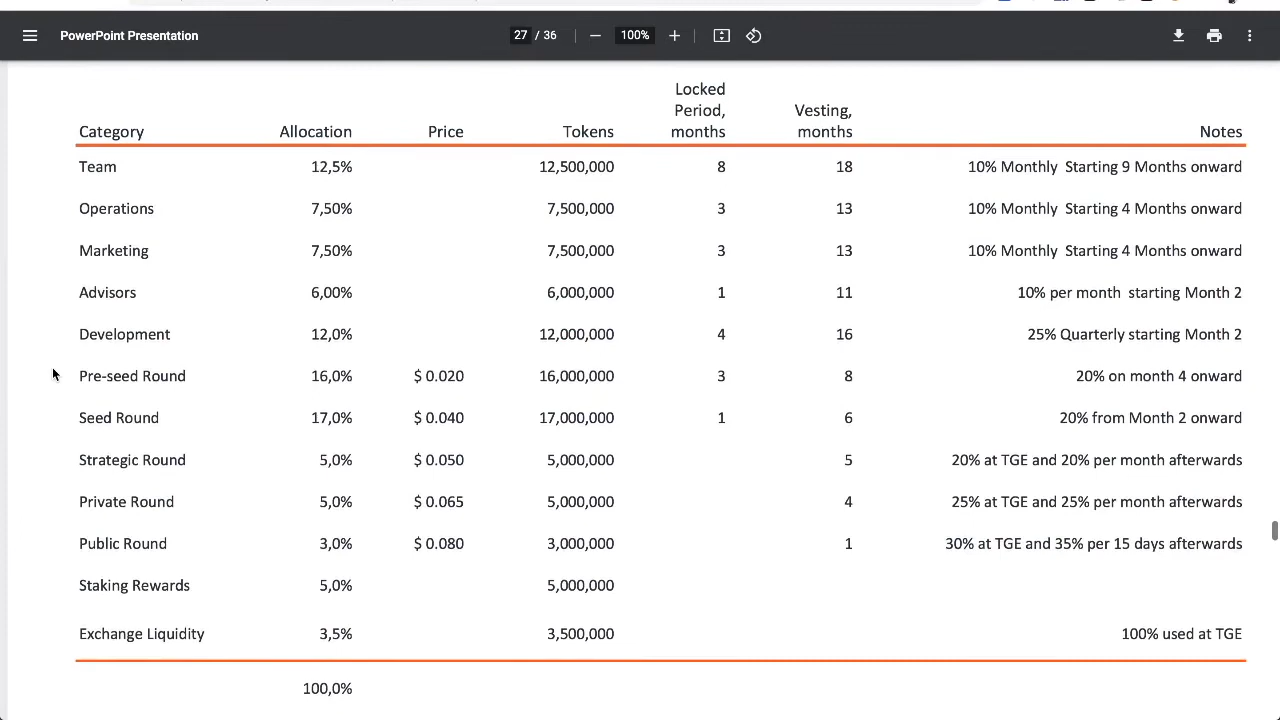 PowerPoint Presentation 27 / 36 100%
Locked
Period, Vesting,
Category Allocation Price Tokens months months Notes
Team 12,5% 12,500,000 8 18 10% Monthly Starting 9 Months onward
Operations 7,50% 7,500,000 3 13 10% Monthly Starting 4 Months onward
Marketing 7,50% 7,500,000 3 13 10% Monthly Starting 4 Months onward
Advisors 6,00% 6,000,000 1 11 10% per month starting Month 2
Development 12,0% 12,000,000 4 16 25% Quarterly starting Month 2
Pre-seed Round 16,0% $ 0.020 16,000,000 3 8 20% on month 4 onward
Seed Round 17,0% $ 0.040 17,000,000 1 6 20% from Month 2 onward
Strategic Round 5,0% $ 0.050 5,000,000 5 20% at TGE and 20% per month afterwards
Private Round 5,0% $ 0.065 5,000,000 4 25% at TGE and 25% per month afterwards
Public Round 3,0% $ 0.080 3,000,000 1 30% at TGE and 35% per 15 days afterwards
Staking Rewards 5,0% 5,000,000
Exchange Liquidity 3,5% 3,500,000 100% used at TGE
100,0%